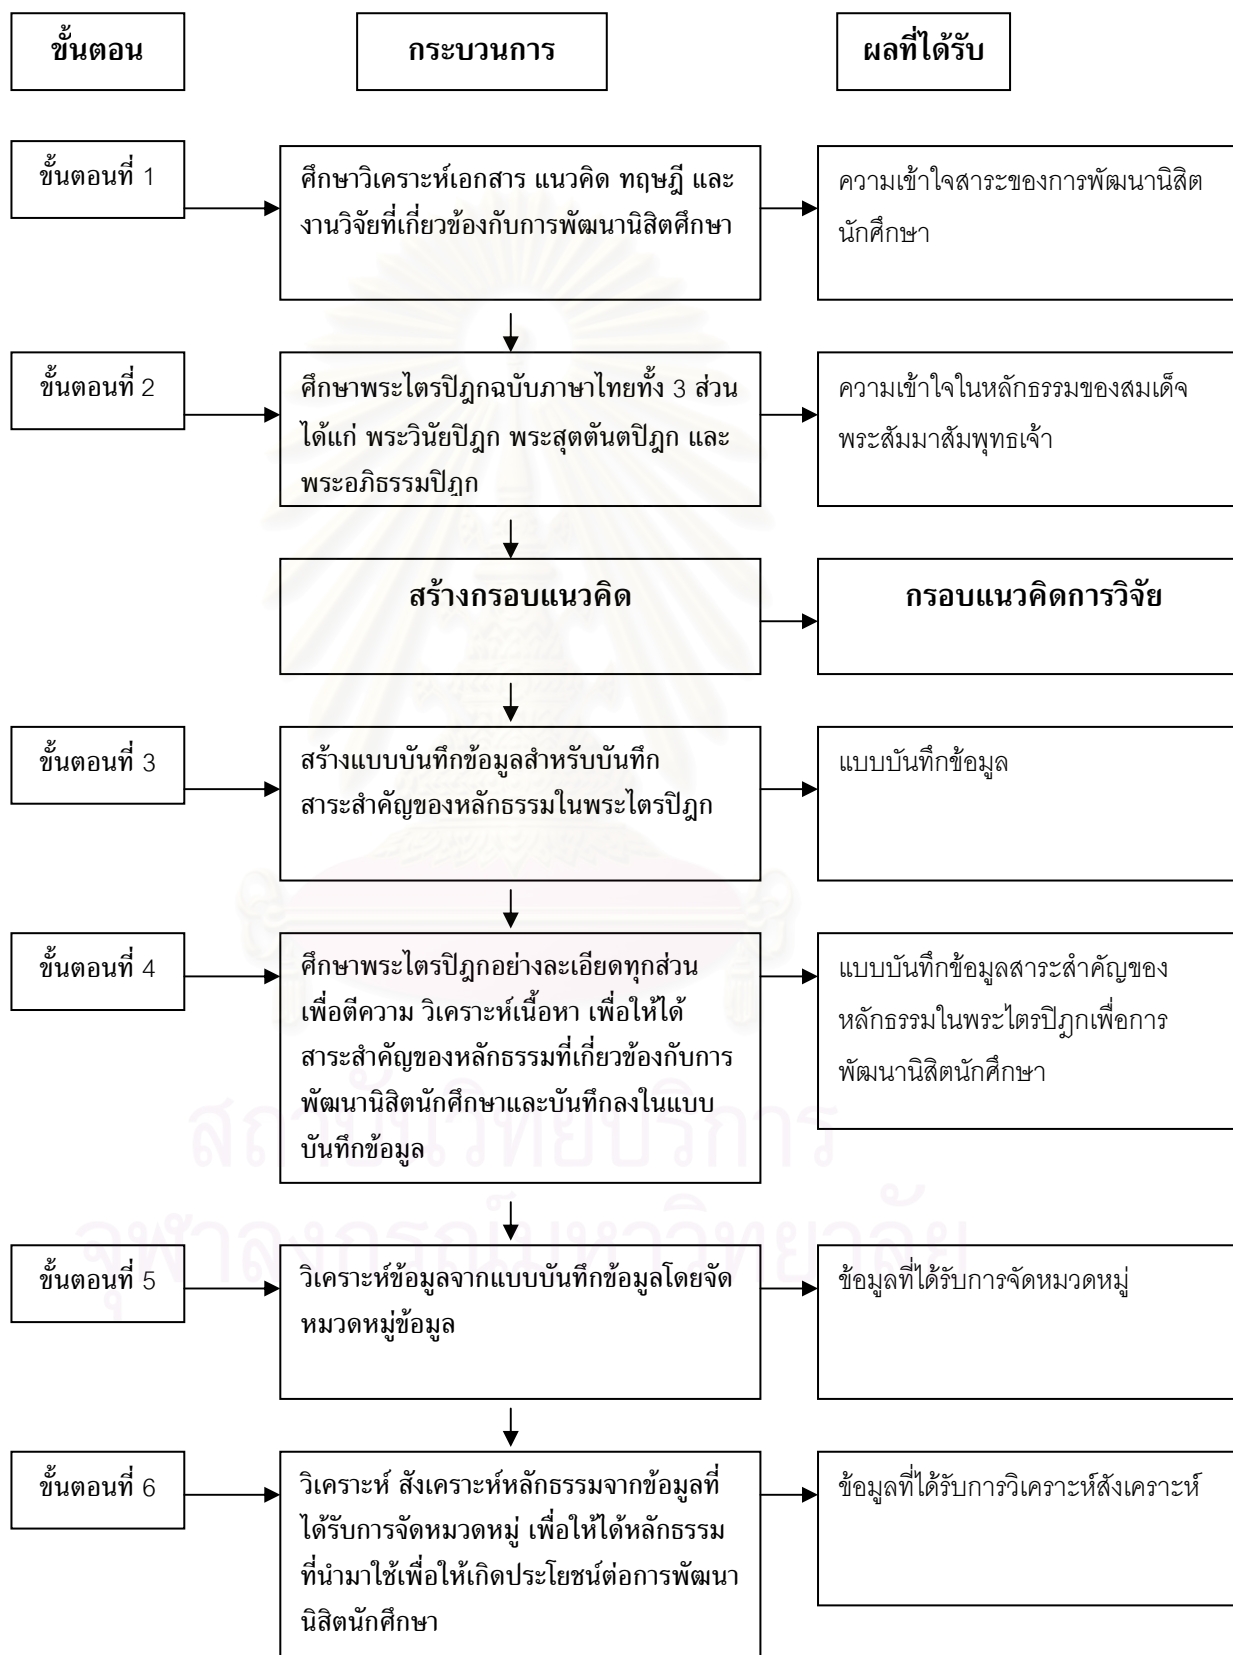 ขั้นตอน
กระบวนการ
ผลที่ได้รับ
ขั้นตอนที่ 1
ศึกษาวิเคราะห์เอกสาร แนวคิด ทฤษฎี และ
งานวิจัยที่เกี่ยวข้องกับการพัฒนานิสิตศึกษา
ความเข้าใจสาระของการพัฒนานิสิต
นักศึกษา
ขั้นตอนที่ 2
ศึกษาพระไตรปิฎกฉบับภาษาไทยทั้ง 3 ส่วน
ได้แก่ พระวินัยปิฎก พระสุตตันตปิฎก และ
พระอภิธรรมปิฎก
ความเข้าใจในหลักธรรมของสมเด็จ
พระสัมมาสัมพุทธเจ้า
สร้างกรอบแนวคิด
กรอบแนวคิดการวิจัย
ขั้นตอนที่ 3
สร้างแบบบันทึกข้อมูลสำหรับบันทึก
สาระสำคัญของหลักธรรมในพระไตรปิฎก
แบบบันทึกข้อมูล
ขั้นตอนที่ 4
ศึกษาพระไตรปิฎกอย่างละเอียดทุกส่วน
เพื่อตีความ วิเคราะห์เนื้อหา เพื่อให้ได้
สาระสำคัญของหลักธรรมที่เกี่ยวข้องกับการ
พัฒนานิสิตนักศึกษาและบันทึกลงในแบบ
บันทึกข้อมูล
แบบบันทึกข้อมูลสาระสำคัญของ
หลักธรรมในพระไตรปิฎกเพื่อการ
พัฒนานิสิตนักศึกษา
สถาบันวิทยบริการ
จุฬาลงกรณ์มหาวิทยาลัย
ขั้นตอนที่ 5
วิเคราะห์ข้อมูลจากแบบบันทึกข้อมูลโดยจัด
หมวดหมู่ข้อมูล
ข้อมูลที่ได้รับการจัดหมวดหมู่
ขั้นตอนที่ 6
วิเคราะห์ สังเคราะห์หลักธรรมจากข้อมูลที่
ได้รับการจัดหมวดหมู่ เพื่อให้ได้หลักธรรม
ที่นำมาใช้เพื่อให้เกิดประโยชน์ต่อการพัฒนา
นิสิตนักศึกษา
ข้อมูลที่ได้รับการวิเคราะห์สังเคราะห์